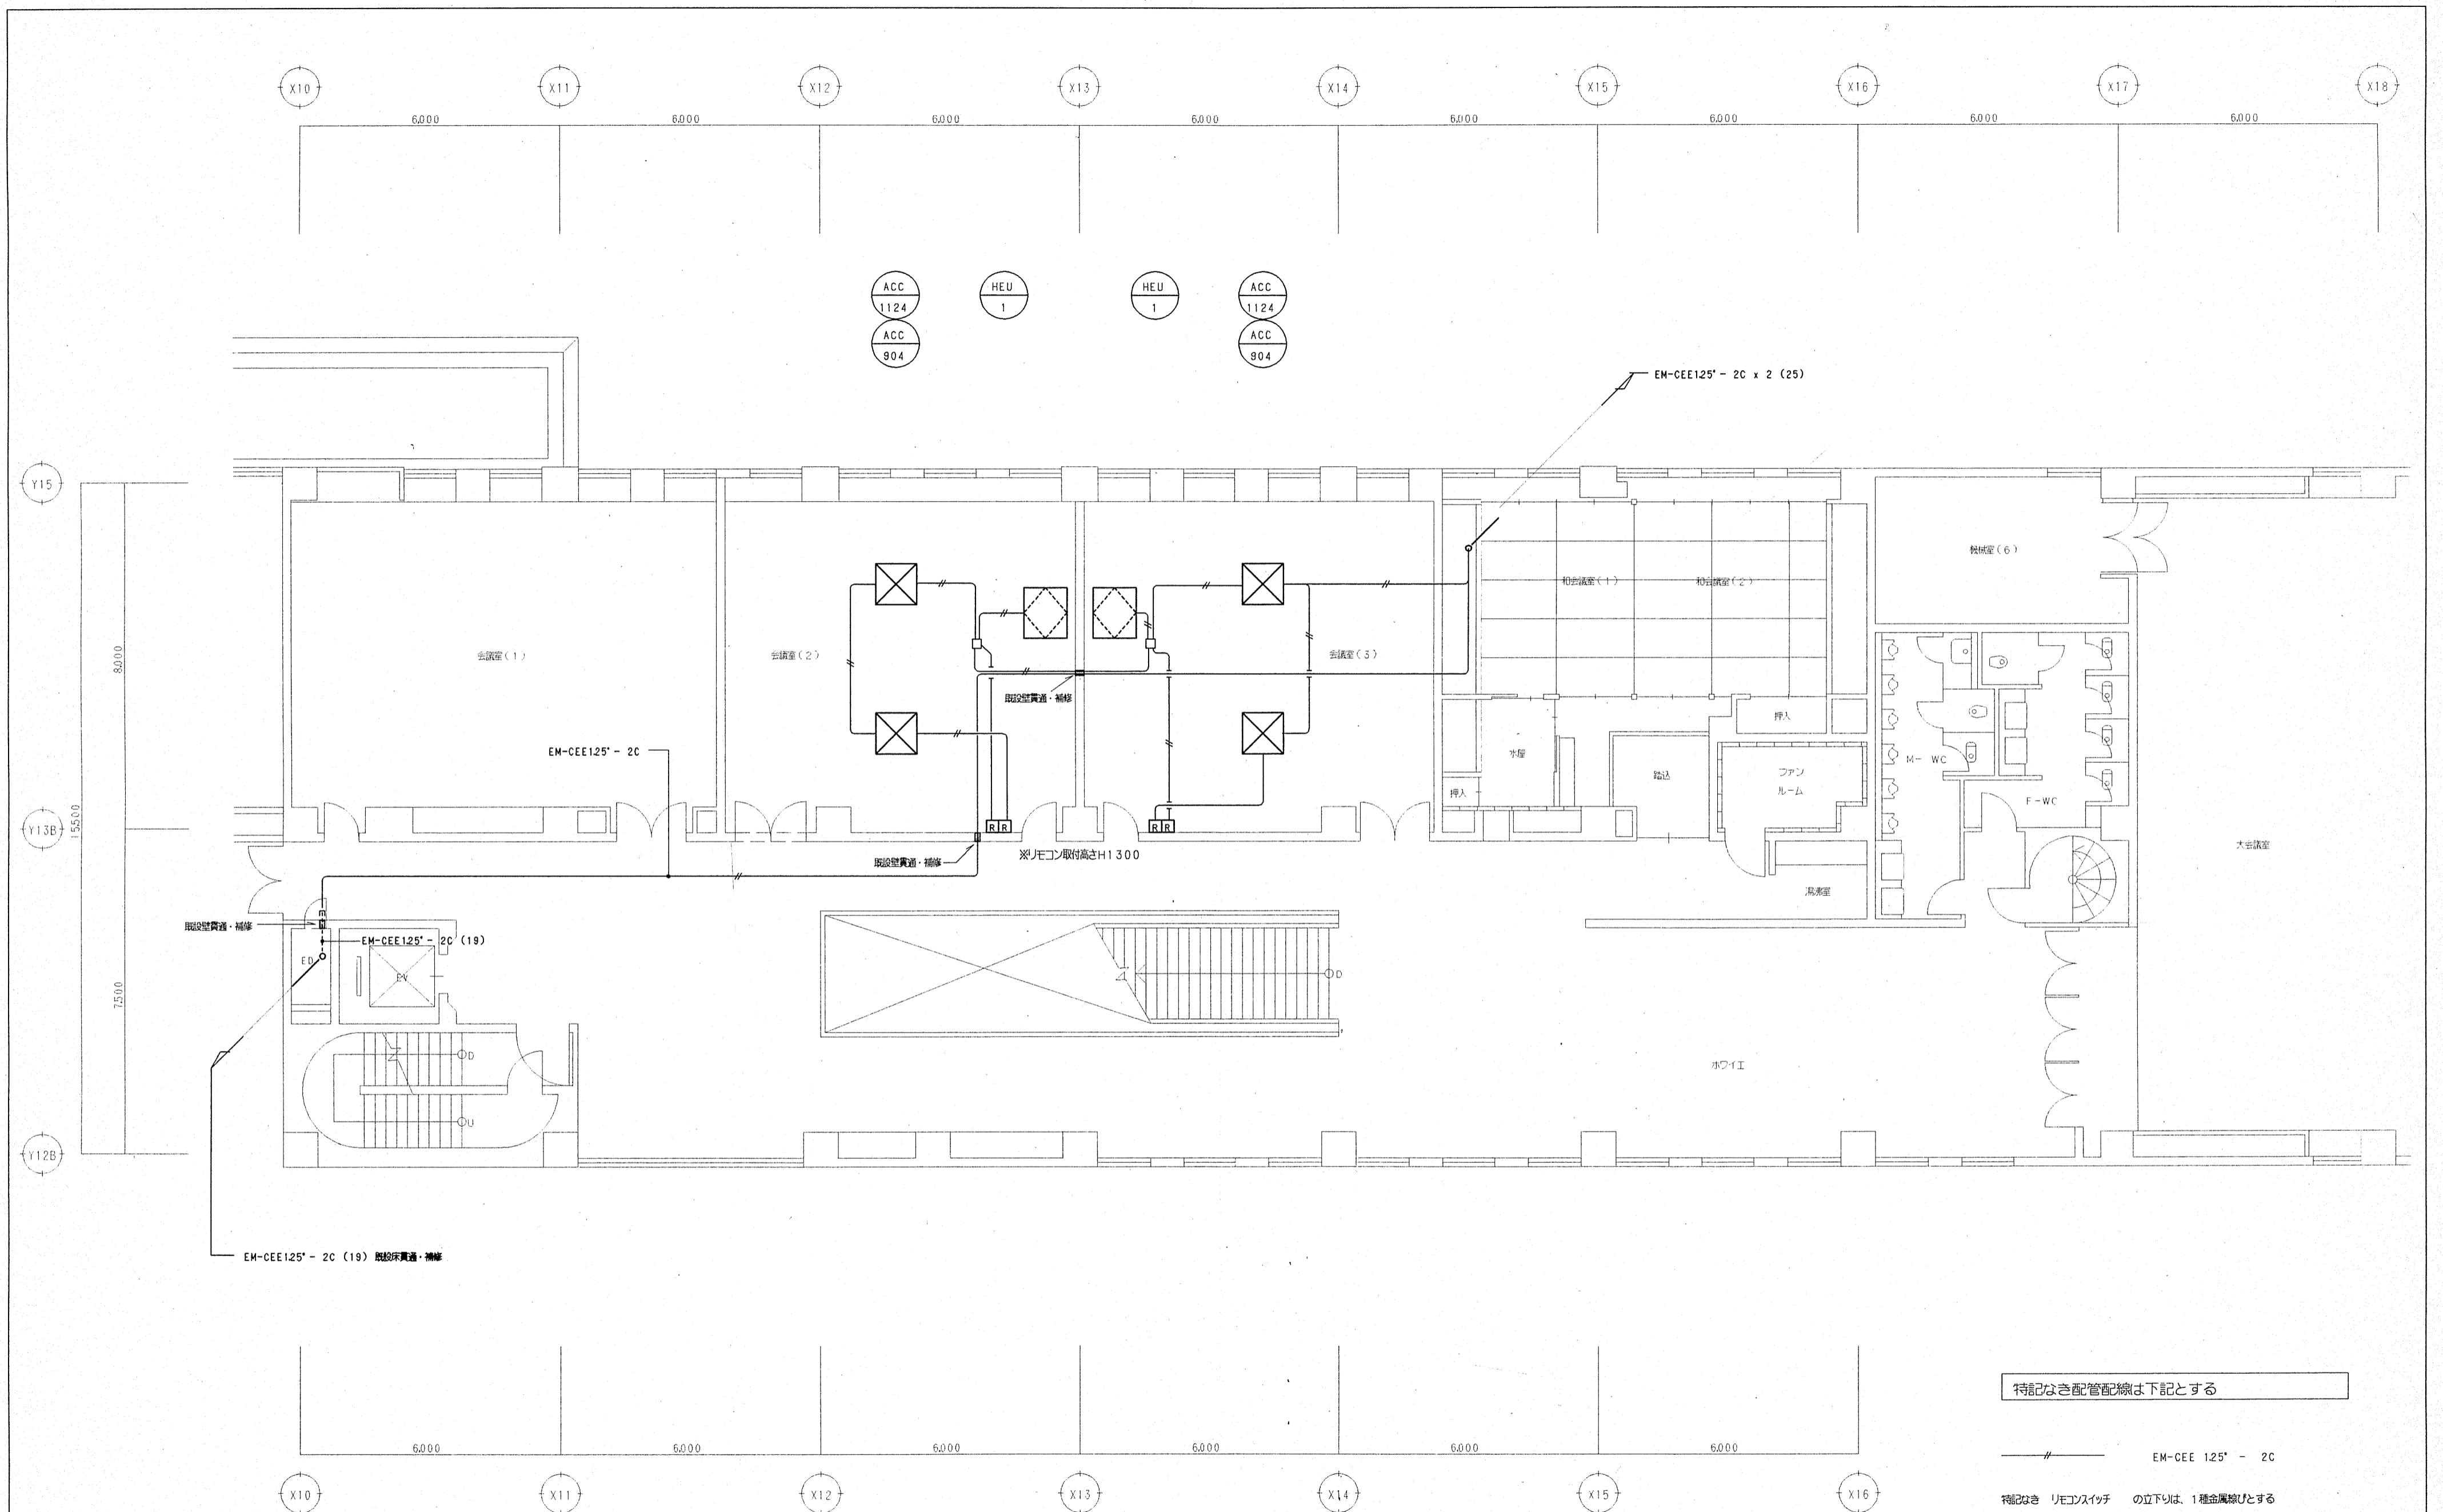 X10 X11 X12 X13 X14 X15 X16 X17 X18
6.000 6.000 6.000 6.000 6.000 6.000 6.000 6.000
ACC
1124
ACC
904
HEU
1
HEU
1
ACC
1124
ACC
904
EM-CEE1.25° - 2C x 2 (25)
Y15
機械室(6)
和会議室(1)
和会議室(2)
会議室(1)
会議室(2)
会議室(3)
8.000
既設壁貫通・補修
押入
EM-CEE1.25° - 2C
水屋
踏込
ファン
ルーム
M-WC
押入
F-WC
Y13B
15.500
R R
R R
※リモコン取付高さH1300
既設壁貫通・補修
大会議室
湯沸室
既設壁貫通・補修
EM-CEE1.25° - 2C (19)
ED
EV
D
7.500
D
ホワイエ
U
Y12B
EM-CEE1.25° - 2C (19) 既設床貫通・補修
特記なき配管配線は下記とする
6.000 6.000 6.000 6.000 6.000 6.000
EM-CEE 1.25° - 2C
X10 X11 X12 X13 X14 X15 X16
特記なき リモコンスイッチ の立下りは、1種金属線ぴとする